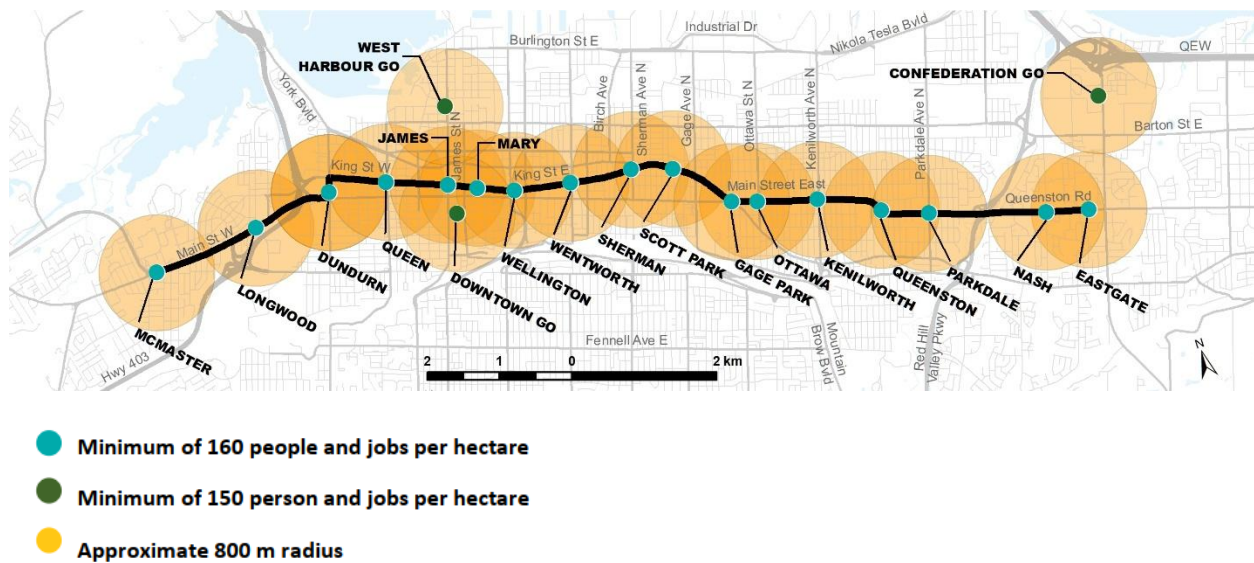 Burlington St E
Industrial Dr
Nikola Tesla Blvd
QEW
WEST
HARBOUR GO
CONFEDERATION GO
York Blvd
James St N
Birch Ave
Sherman Ave N
Gage Ave N
Ottawa St N
Kenilworth Ave N
Parkdale Ave N
Barton St E
JAMES
MARY
King St W
King St E
Main Street East
Queenston Rd
Main St W
MCMASTER
LONGWOOD
DUNDURN
QUEEN
DOWNTOWN GO
WELLINGTON
WENTWORTH
SHERMAN
SCOTT PARK
GAGE PARK
OTTAWA
KENILWORTH
QUEENSTON
PARKDALE
NASH
EASTGATE
Hwy 403
Fennell Ave E
Mountain
Brow Bvld
Red Hill
Valley Pkwy
N
2 1 0 2 km
Minimum of 160 people and jobs per hectare
Minimum of 150 person and jobs per hectare
Approximate 800 m radius